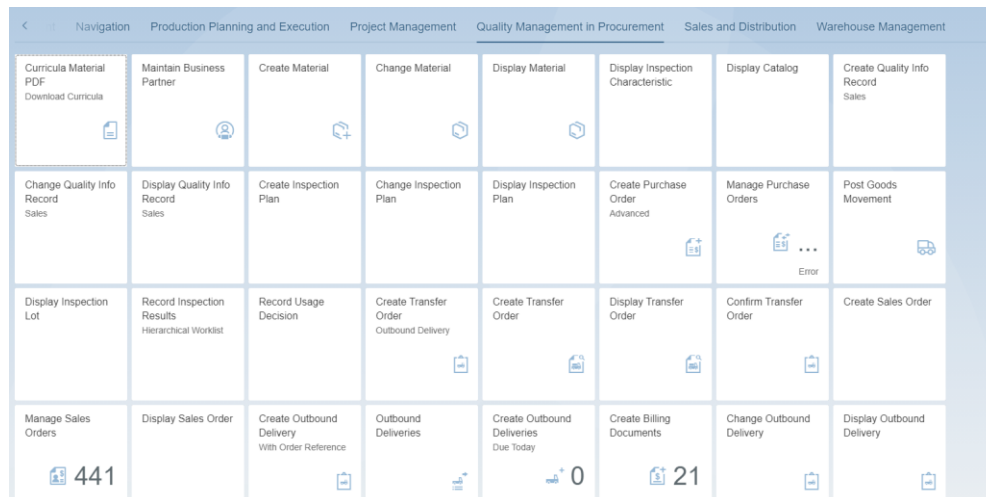 Navigation
Production Planning and Execution
Project Management
Quality Management in Procurement
Sales and Distribution
Warehouse Management
Curricula Material
PDF
Download Curricula
Maintain Business
Partner
Create Material
Change Material
Display Material
Display Inspection
Characteristic
Display Catalog
Create Quality Info
Record
Sales
Change Quality Info
Record
Sales
Display Quality Info
Record
Sales
Create Inspection
Plan
Change Inspection
Plan
Display Inspection
Plan
Create Purchase
Order
Advanced
Manage Purchase
Orders
...
Error
Post Goods
Movement
Display Inspection
Lot
Record Inspection
Results
Hierarchical Worklist
Record Usage
Decision
Create Transfer
Order
Outbound Delivery
Create Transfer
Order
Display Transfer
Order
Confirm Transfer
Order
Create Sales Order
Manage Sales
Orders
441
Display Sales Order
Create Outbound
Delivery
With Order Reference
Outbound
Deliveries
Create Outbound
Deliveries
Due Today
0
Create Billing
Documents
21
Change Outbound
Delivery
Display Outbound
Delivery